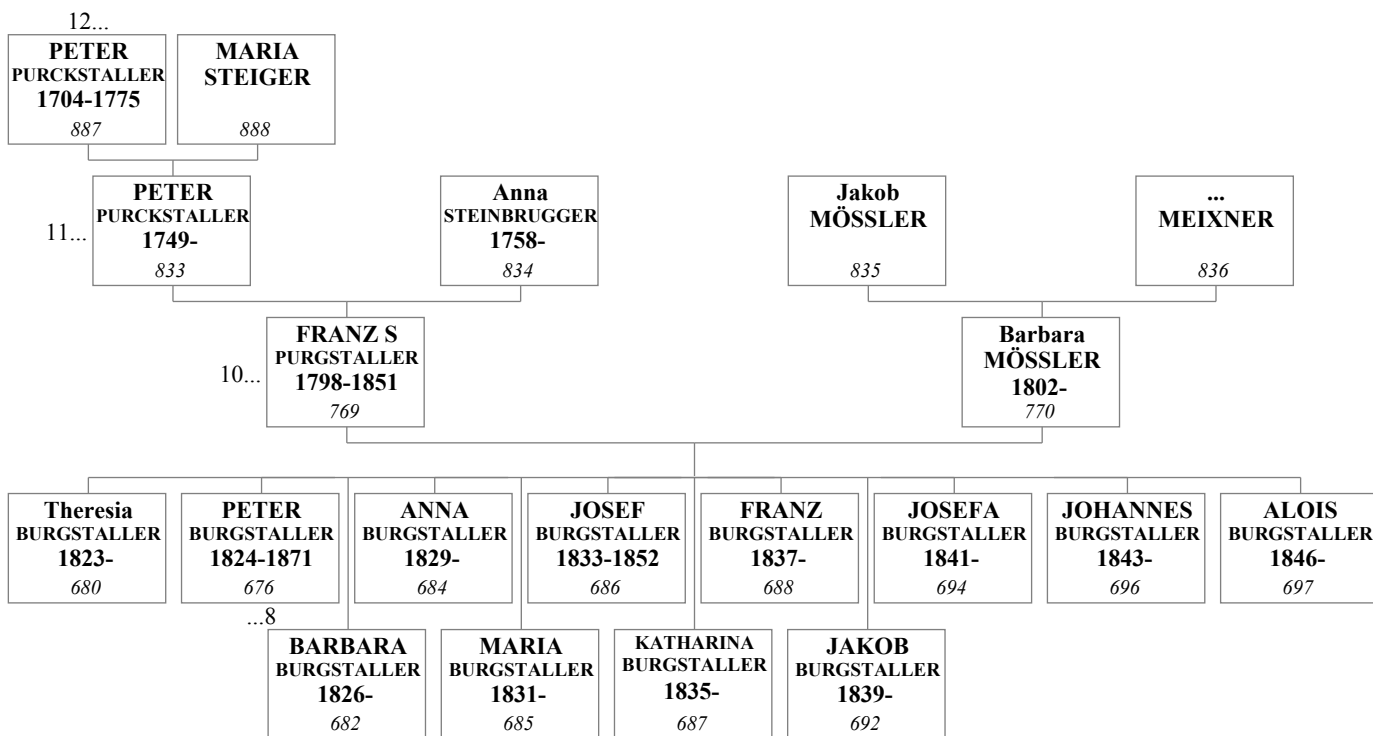 12...
PETER
PURCKSTALLER
1704-1775
887
MARIA
STEIGER
888
11...
PETER
PURCKSTALLER
1749-
833
Anna
STEINBRUGGER
1758-
834
Jakob
MÖSSLER
835
...
MEIXNER
836
10...
FRANZ S
PURGSTALLER
1798-1851
769
Barbara
MÖSSLER
1802-
770
Theresia
BURGSTALLER
1823-
680
PETER
BURGSTALLER
1824-1871
676
...8
ANNA
BURGSTALLER
1829-
684
JOSEF
BURGSTALLER
1833-1852
686
FRANZ
BURGSTALLER
1837-
688
JOSEFA
BURGSTALLER
1841-
694
JOHANNES
BURGSTALLER
1843-
696
ALOIS
BURGSTALLER
1846-
697
BARBARA
BURGSTALLER
1826-
682
MARIA
BURGSTALLER
1831-
685
KATHARINA
BURGSTALLER
1835-
687
JAKOB
BURGSTALLER
1839-
692